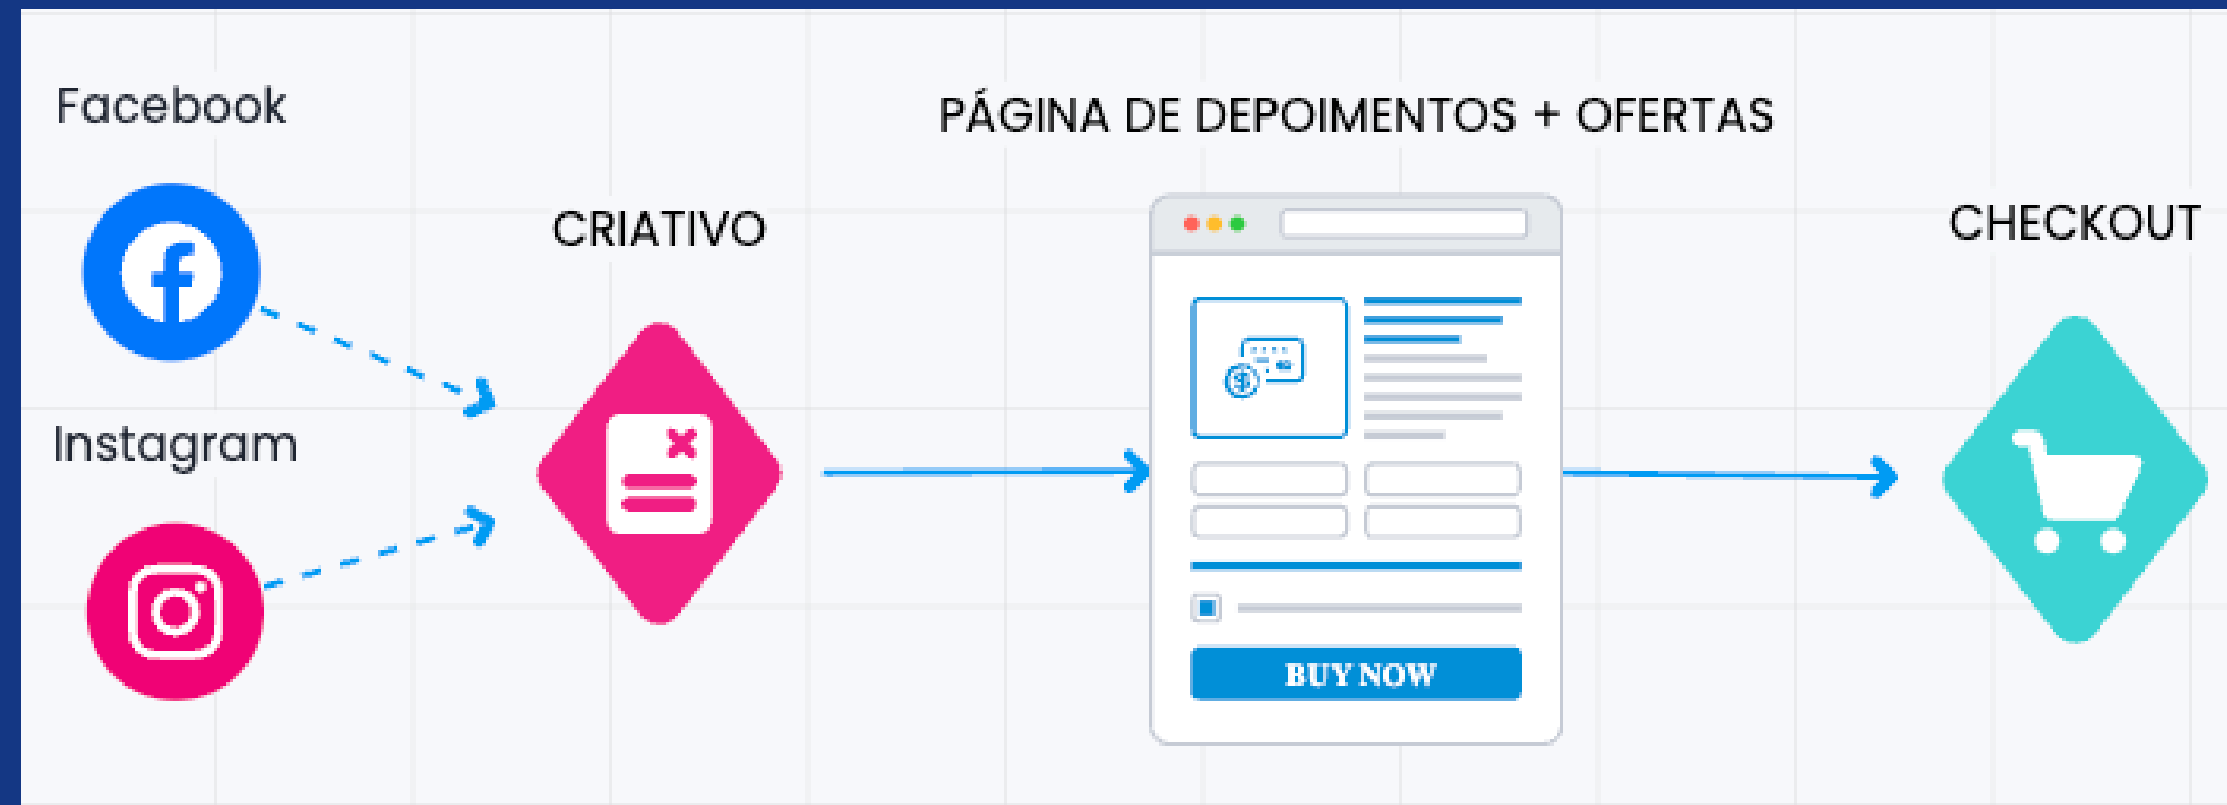 Facebook
Instagram
CRIATIVO
PÁGINA DE DEPOIMENTOS + OFERTAS
BUY NOW
CHECKOUT